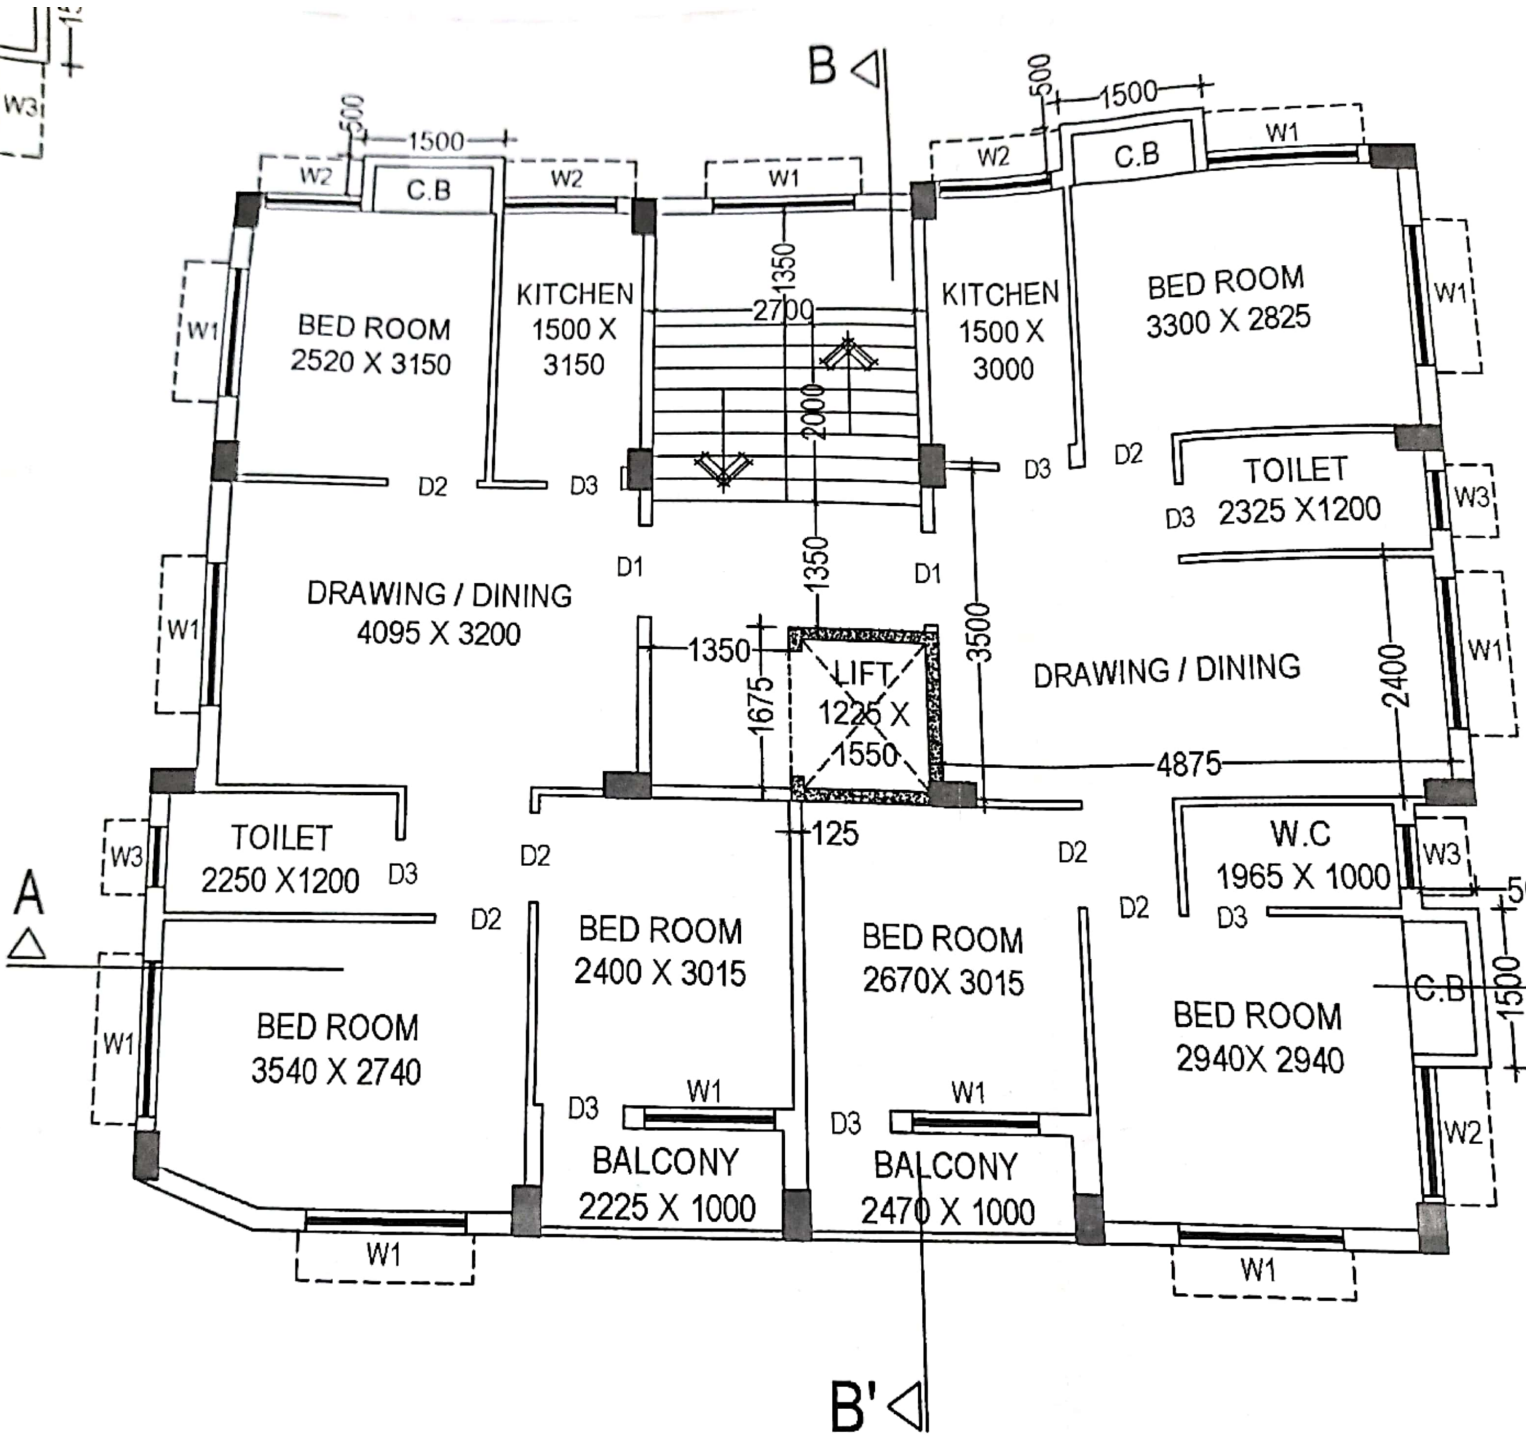 15
W3
B
500
1500
500
1500
W2
C.B
W2
W1
W2
C.B
W1
W1
BED ROOM
2520 X 3150
KITCHEN
1500 X
3150
1350
2700
2000
KITCHEN
1500 X
3000
BED ROOM
3300 X 2825
W1
D2
D3
D3
D2
TOILET
2325 X1200
D3
W3
D1
1350
D1
W1
DRAWING / DINING
4095 X 3200
1350
1675
LIFT
1225 X
1550
3500
DRAWING / DINING
2400
W1
4875
125
W3
TOILET
2250 X1200
D3
D2
D2
W.C
1965 X 1000
W3
50
A
D2
D2
D3
BED ROOM
2400 X 3015
BED ROOM
2670X 3015
C.B
1500
W1
BED ROOM
3540 X 2740
BED ROOM
2940X 2940
D3
W1
D3
W1
W2
BALCONY
2225 X 1000
BALCONY
2470 X 1000
W1
W1
B'